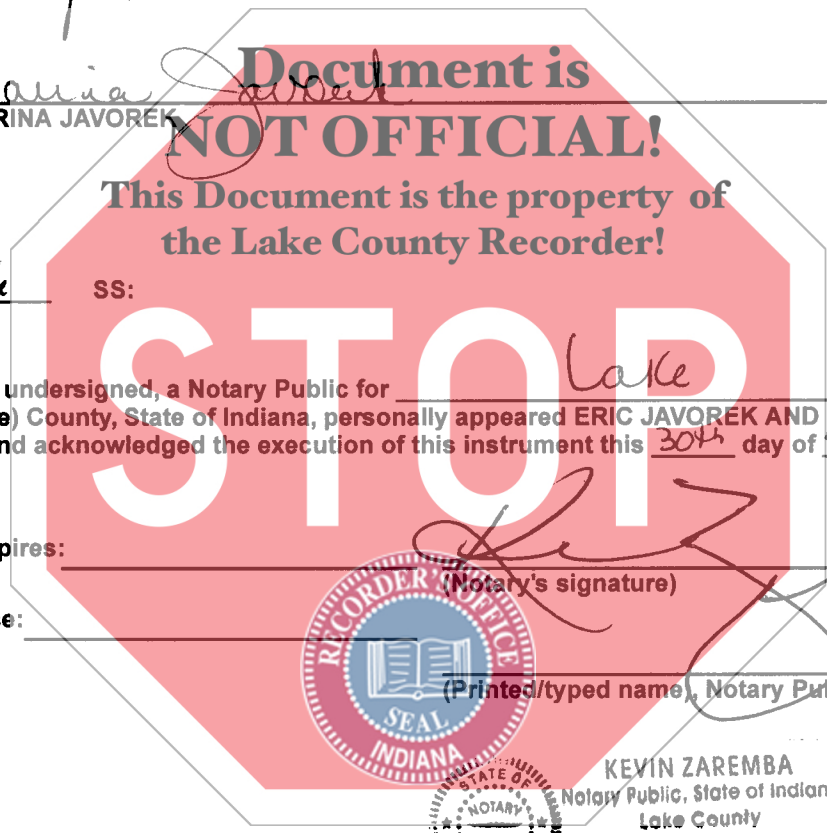 Javorek
RINA JAVOREK
Document is
NOT OFFICIAL!
This Document is the property of
the Lake County Recorder!
SS:
STOP
undersigned, a Notary Public for Lake
e) County, State of Indiana, personally appeared ERIC JAVOREK AND
nd acknowledged the execution of this instrument this 30th day of
pires:
(Notary's signature)
e:
RECORDER'S OFFICE
SEAL
INDIANA
(Printed/typed name), Notary Pu
STATE OF
NOTARY
KEVIN ZAREMBA
Notary Public, State of Indian
Lake County